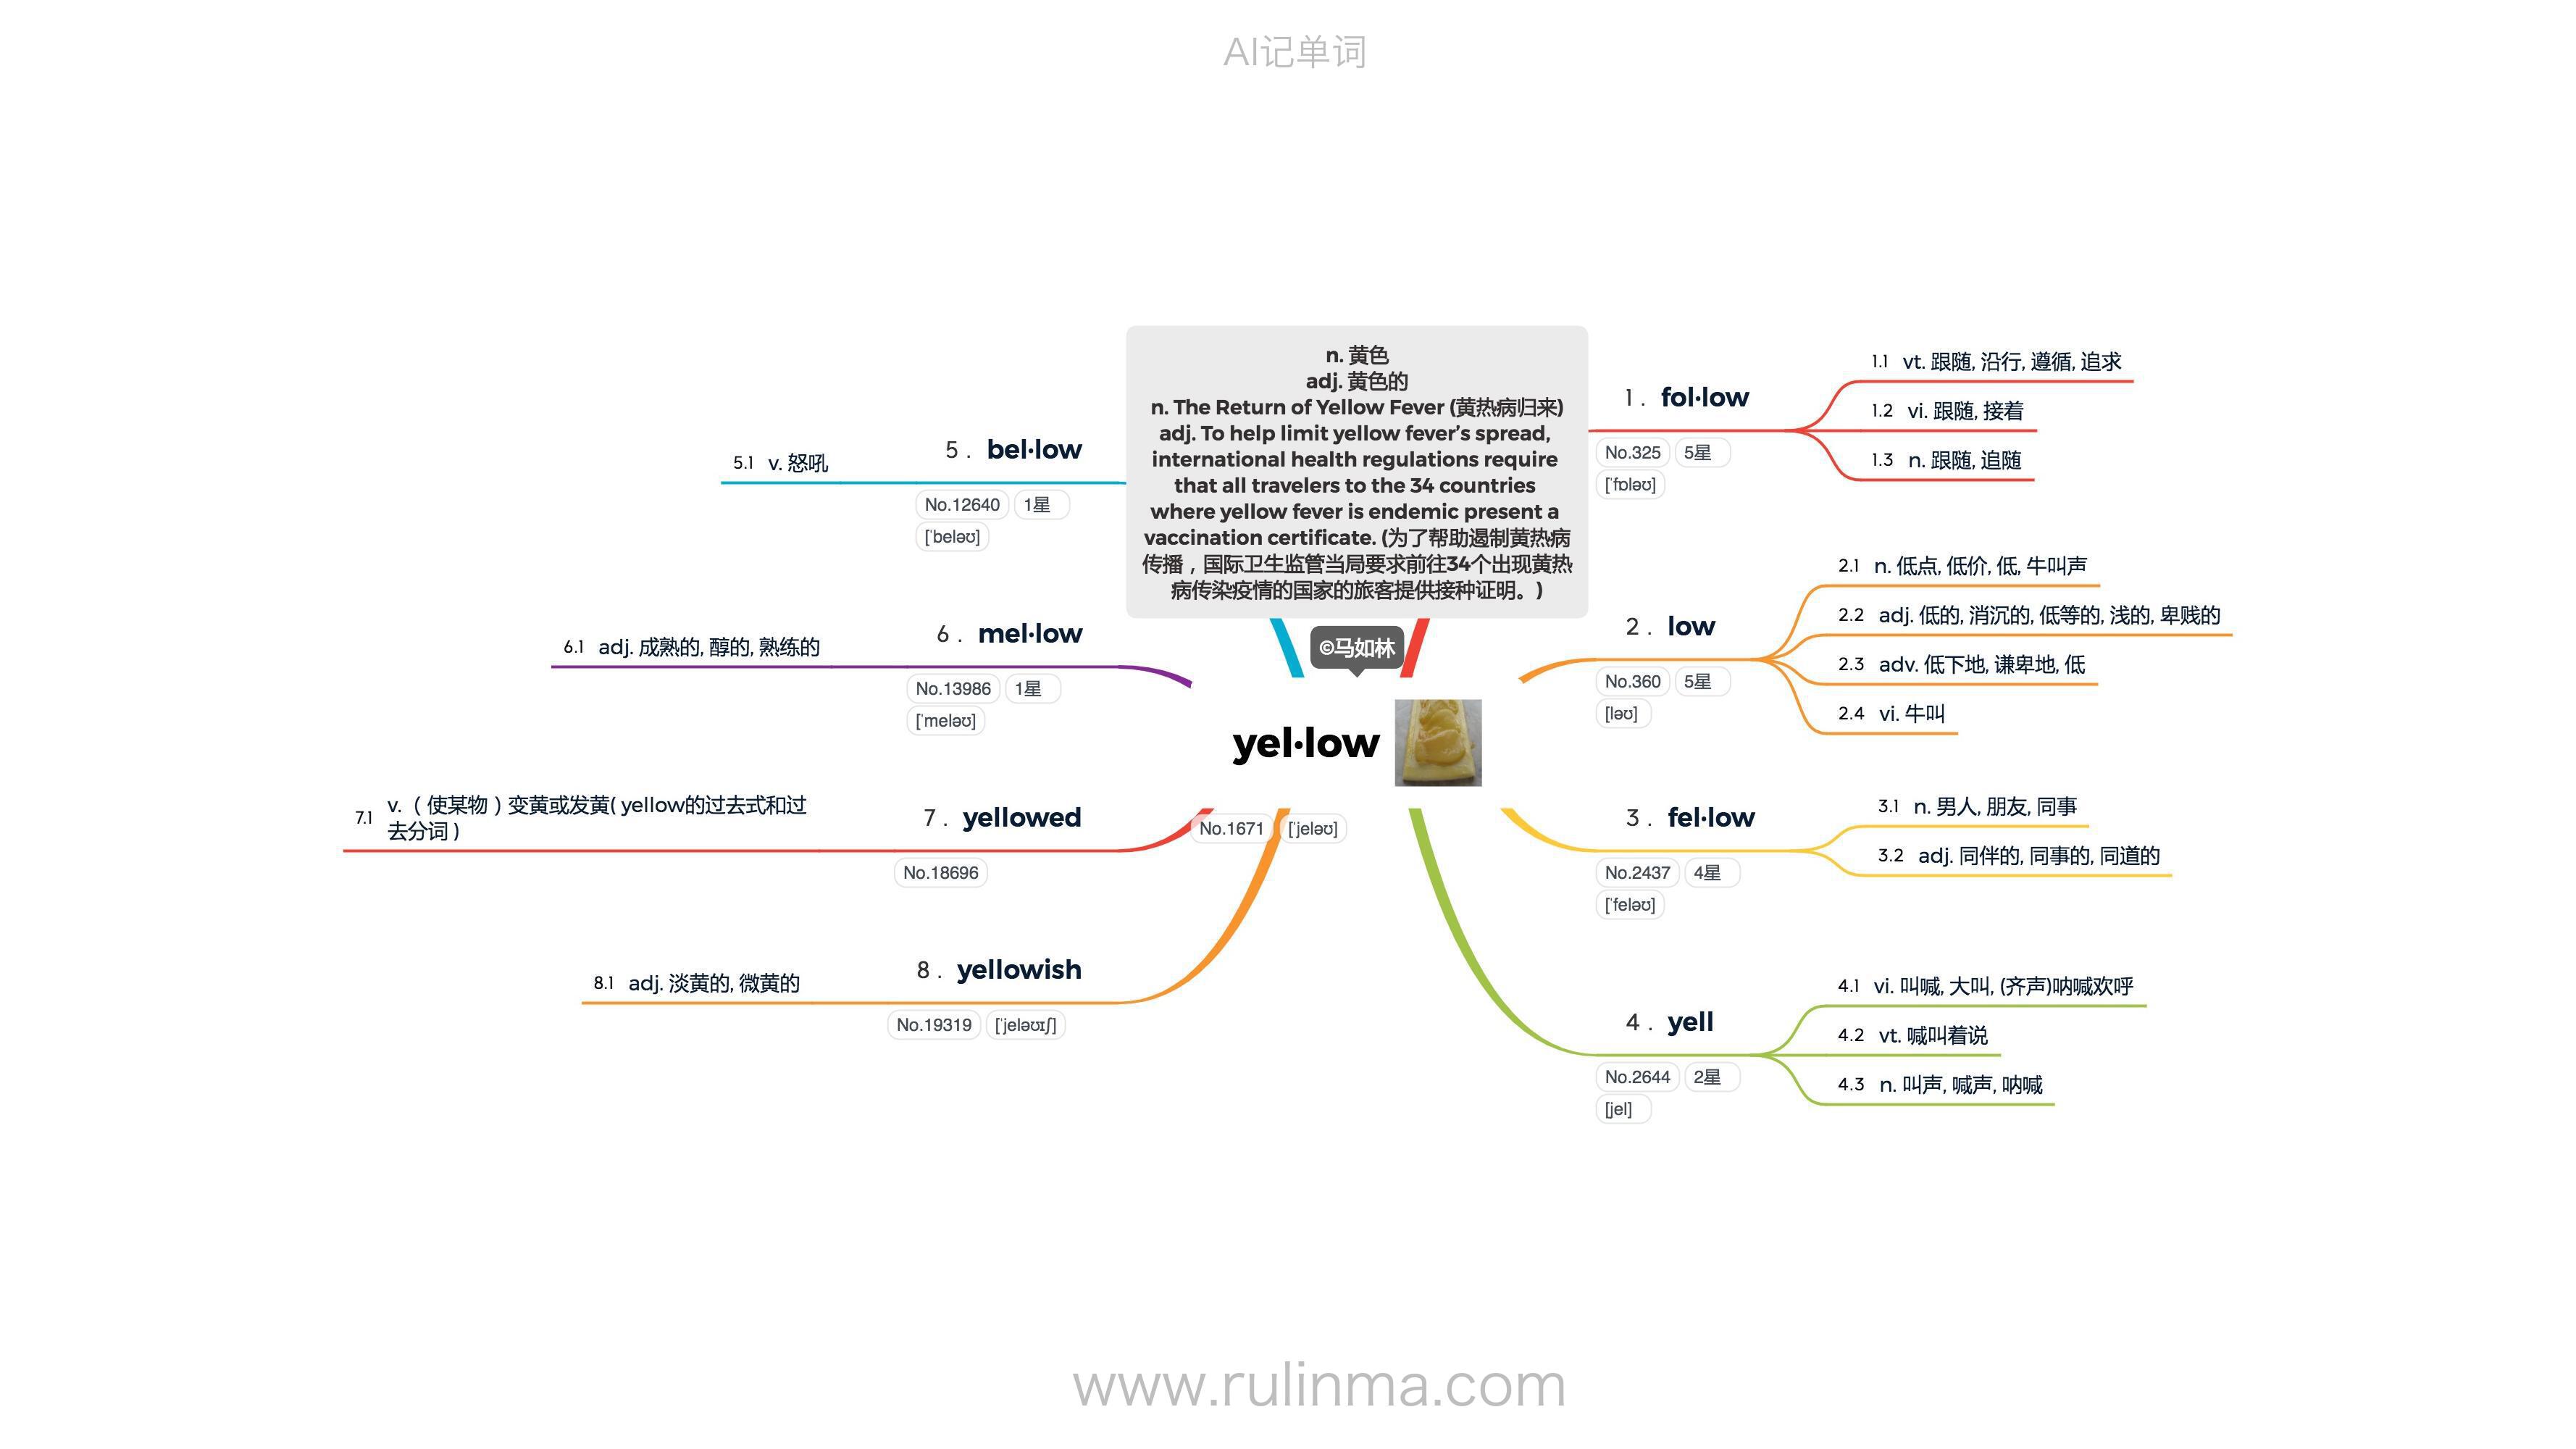 AI记单词
n. 黄色
adj. 黄色的
n. The Return of Yellow Fever (黄热病归来)
adj. To help limit yellow fever’s spread,
international health regulations require
that all travelers to the 34 countries
where yellow fever is endemic present a
vaccination certificate. (为了帮助遏制黄热病
传播，国际卫生监管当局要求前往34个出现黄热
病传染疫情的国家的旅客提供接种证明。)
©马如林
yel·low
No.1671 [ˈjeləʊ]
1. fol·low
No.325 5星
[ˈfɒləʊ]
1.1 vt. 跟随, 沿行, 遵循, 追求
1.2 vi. 跟随, 接着
1.3 n. 跟随, 追随
2. low
No.360 5星
[ləʊ]
2.1 n. 低点, 低价, 低, 牛叫声
2.2 adj. 低的, 消沉的, 低等的, 浅的, 卑贱的
2.3 adv. 低下地, 谦卑地, 低
2.4 vi. 牛叫
3. fel·low
No.2437 4星
[ˈfeləʊ]
3.1 n. 男人, 朋友, 同事
3.2 adj. 同伴的, 同事的, 同道的
4. yell
No.2644 2星
[jel]
4.1 vi. 叫喊, 大叫, (齐声)呐喊欢呼
4.2 vt. 喊叫着说
4.3 n. 叫声, 喊声, 呐喊
5. bel·low
No.12640 1星
[ˈbeləʊ]
5.1 v. 怒吼
6. mel·low
No.13986 1星
[ˈmeləʊ]
6.1 adj. 成熟的, 醇的, 熟练的
7. yellowed
No.18696
7.1 v.（使某物）变黄或发黄( yellow的过去式和过
去分词 )
8. yellowish
No.19319 [ˈjeləʊɪʃ]
8.1 adj. 淡黄的, 微黄的
www.rulinma.com